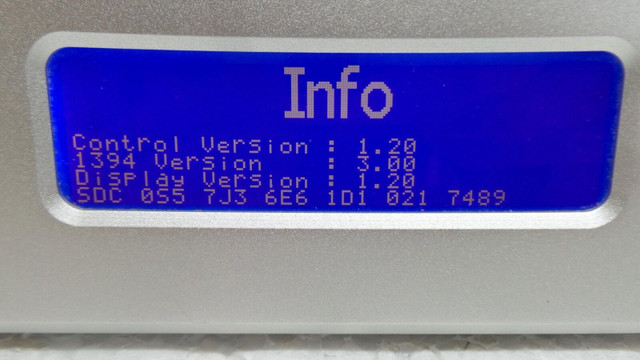 Info
Control Version : 1.20
1394 Version : 3.00
Display Version : 1.20
SDC 0S5 7J3 6E6 1D1 021 7489